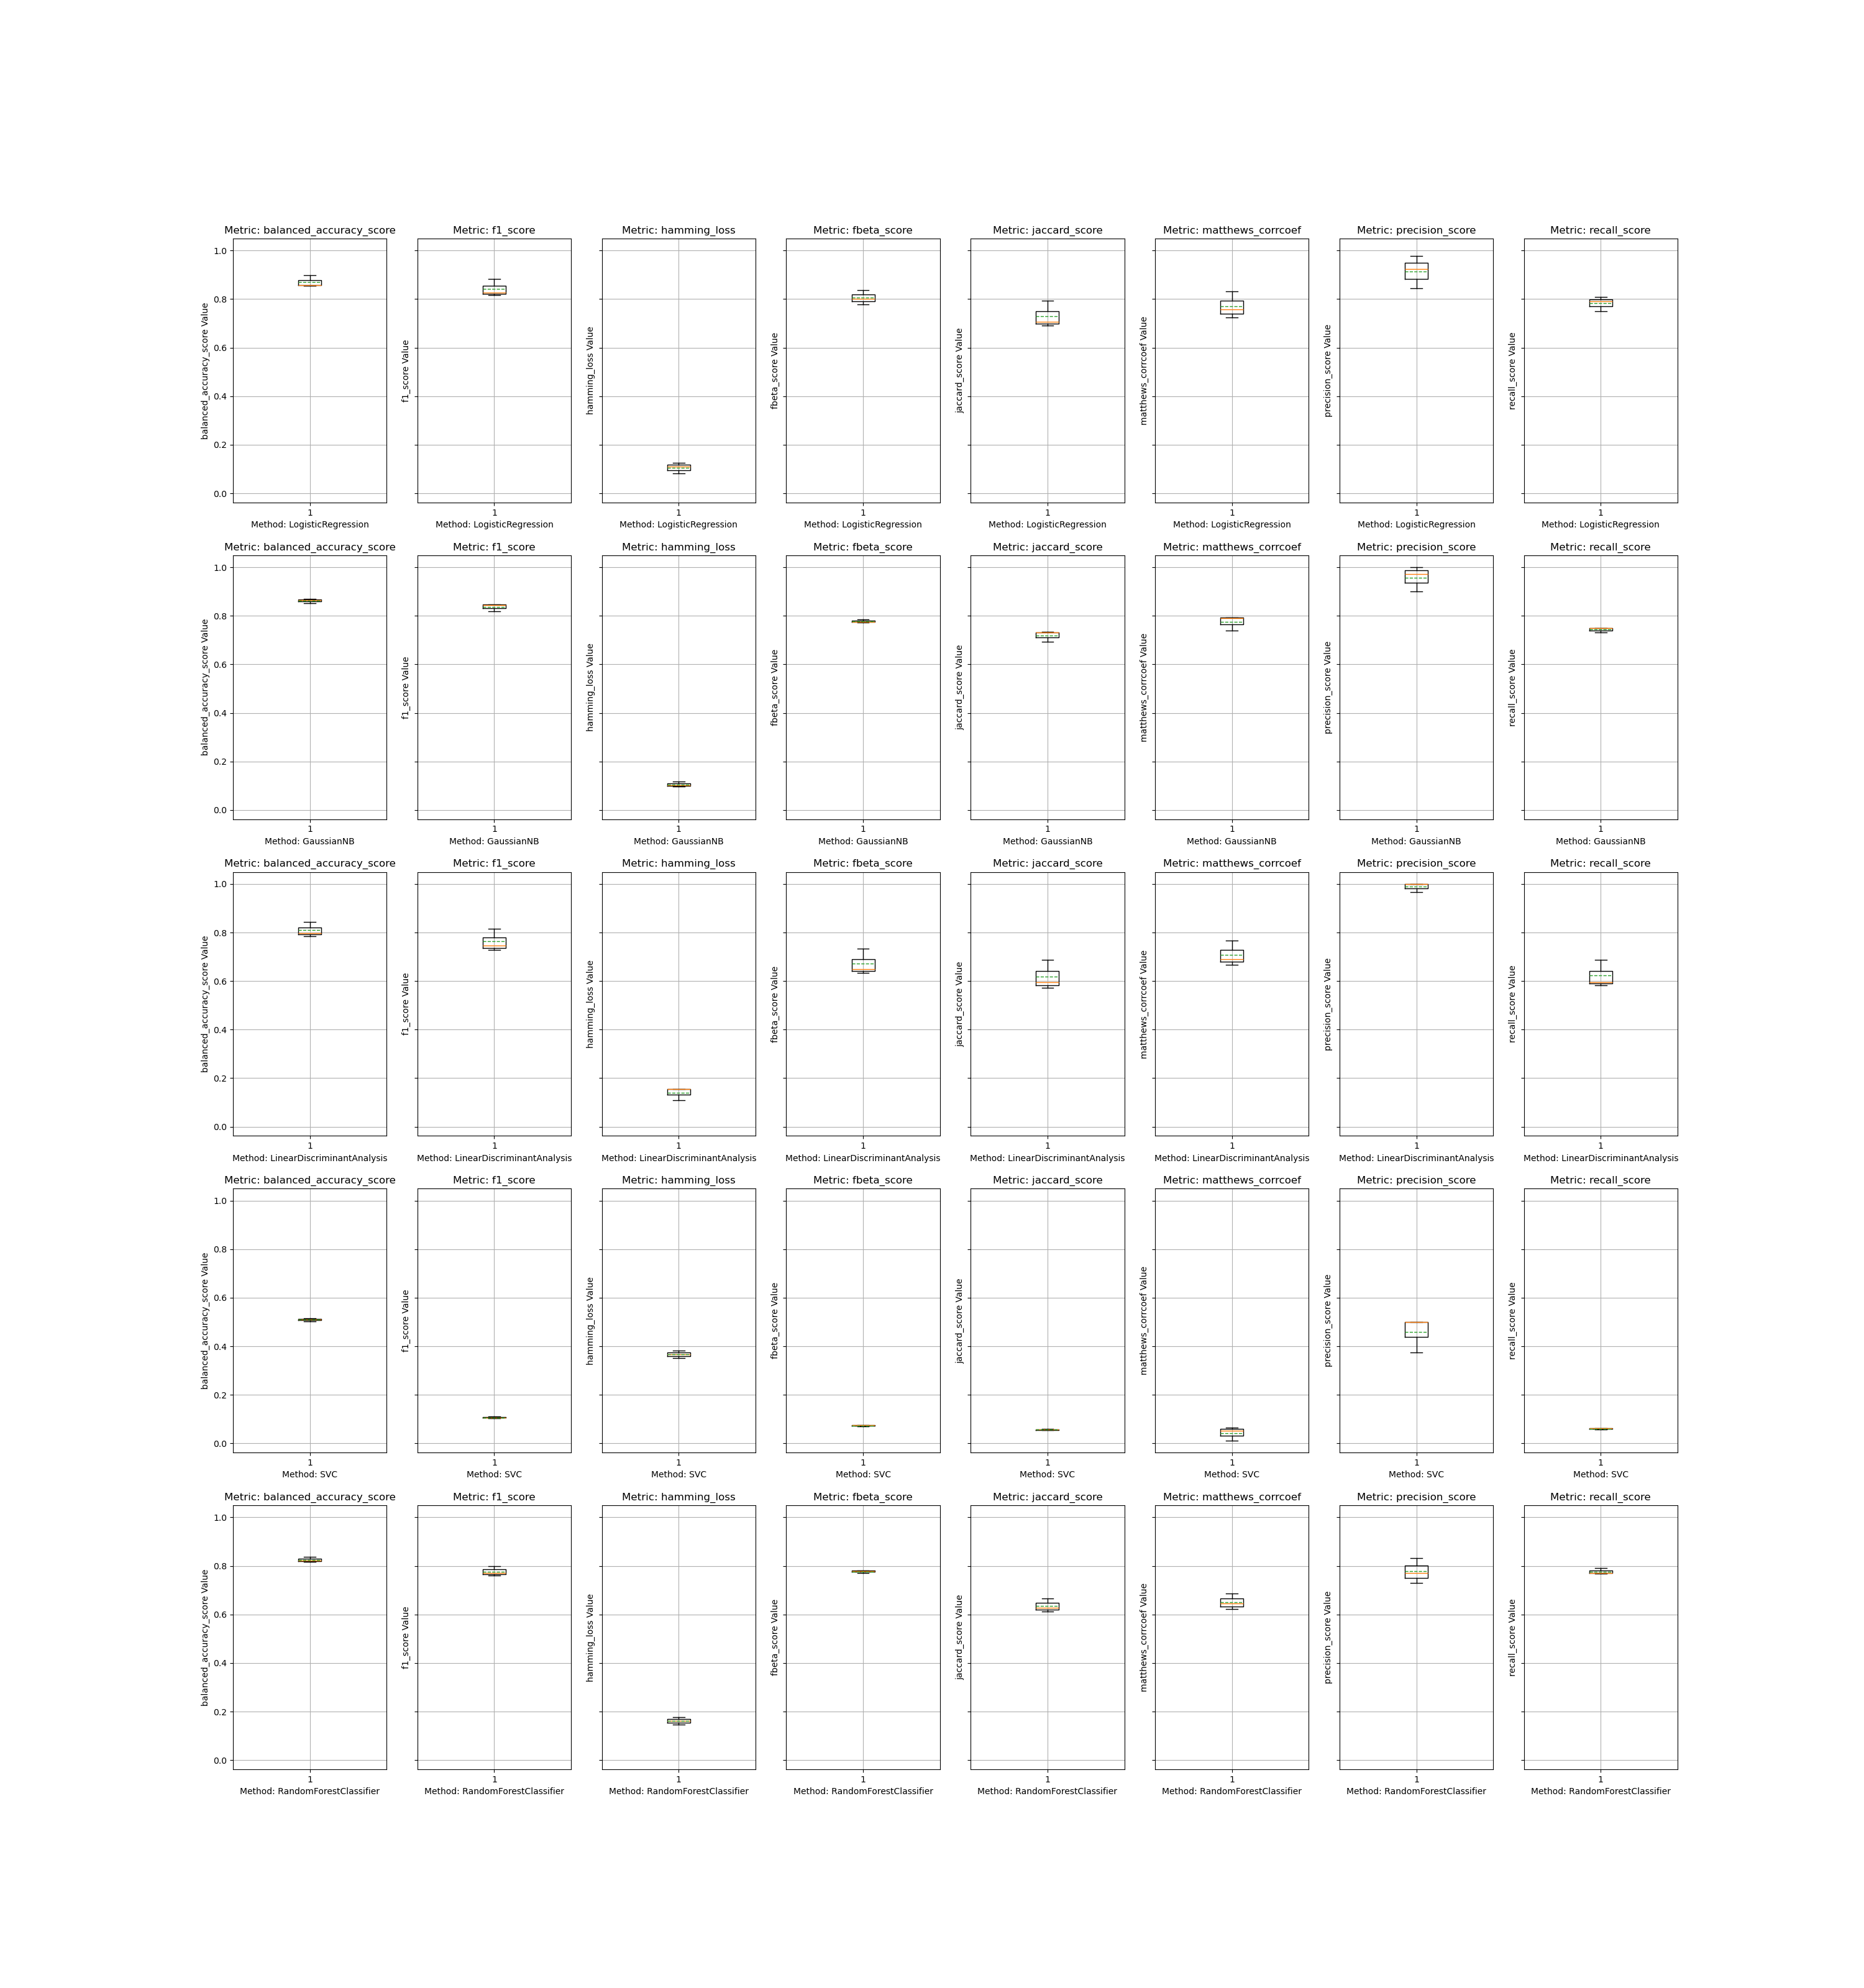 Metric: balanced_accuracy_score Metric: f1_score Metric: hamming_loss Metric: fbeta_score Metric: jaccard_score Metric: matthews_corrcoef Metric: precision_score Metric: recall_score
1.0
0.8
0.6
0.4
0.2
0.0
balanced_accuracy_score Value
f1_score Value
hamming_loss Value
fbeta_score Value
jaccard_score Value
matthews_corrcoef Value
precision_score Value
recall_score Value
1 1 1 1 1 1 1 1
Method: LogisticRegression Method: LogisticRegression Method: LogisticRegression Method: LogisticRegression Method: LogisticRegression Method: LogisticRegression Method: LogisticRegression Method: LogisticRegression
Metric: balanced_accuracy_score Metric: f1_score Metric: hamming_loss Metric: fbeta_score Metric: jaccard_score Metric: matthews_corrcoef Metric: precision_score Metric: recall_score
1.0
0.8
0.6
0.4
0.2
0.0
balanced_accuracy_score Value
f1_score Value
hamming_loss Value
fbeta_score Value
jaccard_score Value
matthews_corrcoef Value
precision_score Value
recall_score Value
1 1 1 1 1 1 1 1
Method: GaussianNB Method: GaussianNB Method: GaussianNB Method: GaussianNB Method: GaussianNB Method: GaussianNB Method: GaussianNB Method: GaussianNB
Metric: balanced_accuracy_score Metric: f1_score Metric: hamming_loss Metric: fbeta_score Metric: jaccard_score Metric: matthews_corrcoef Metric: precision_score Metric: recall_score
1.0
0.8
0.6
0.4
0.2
0.0
balanced_accuracy_score Value
f1_score Value
hamming_loss Value
fbeta_score Value
jaccard_score Value
matthews_corrcoef Value
precision_score Value
recall_score Value
1 1 1 1 1 1 1 1
Method: LinearDiscriminantAnalysis Method: LinearDiscriminantAnalysis Method: LinearDiscriminantAnalysis Method: LinearDiscriminantAnalysis Method: LinearDiscriminantAnalysis Method: LinearDiscriminantAnalysis Method: LinearDiscriminantAnalysis Method: LinearDiscriminantAnalysis
Metric: balanced_accuracy_score Metric: f1_score Metric: hamming_loss Metric: fbeta_score Metric: jaccard_score Metric: matthews_corrcoef Metric: precision_score Metric: recall_score
1.0
0.8
0.6
0.4
0.2
0.0
balanced_accuracy_score Value
f1_score Value
hamming_loss Value
fbeta_score Value
jaccard_score Value
matthews_corrcoef Value
precision_score Value
recall_score Value
1 1 1 1 1 1 1 1
Method: SVC Method: SVC Method: SVC Method: SVC Method: SVC Method: SVC Method: SVC Method: SVC
Metric: balanced_accuracy_score Metric: f1_score Metric: hamming_loss Metric: fbeta_score Metric: jaccard_score Metric: matthews_corrcoef Metric: precision_score Metric: recall_score
1.0
0.8
0.6
0.4
0.2
0.0
balanced_accuracy_score Value
f1_score Value
hamming_loss Value
fbeta_score Value
jaccard_score Value
matthews_corrcoef Value
precision_score Value
recall_score Value
1 1 1 1 1 1 1 1
Method: RandomForestClassifier Method: RandomForestClassifier Method: RandomForestClassifier Method: RandomForestClassifier Method: RandomForestClassifier Method: RandomForestClassifier Method: RandomForestClassifier Method: RandomForestClassifier